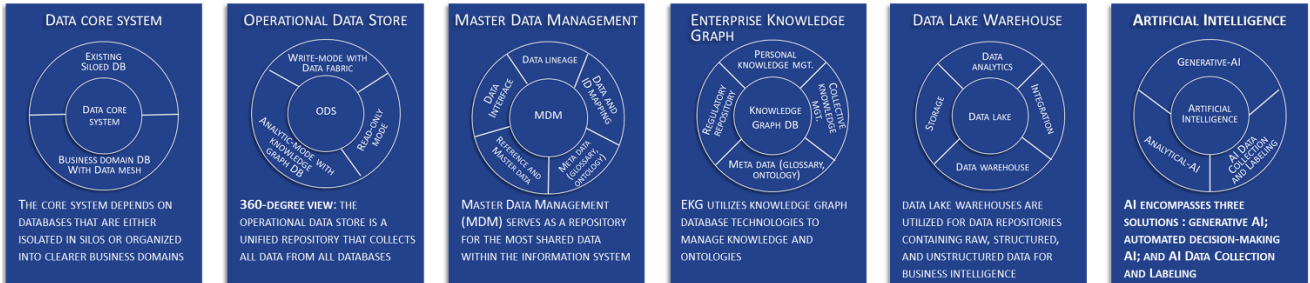 DATA CORE SYSTEM
EXISTING
SILOED DB
DATA CORE
SYSTEM
BUSINESS DOMAIN DB
WITH DATA MESH
THE CORE SYSTEM DEPENDS ON
DATABASES THAT ARE EITHER
ISOLATED IN SILOS OR ORGANIZED
INTO CLEARER BUSINESS DOMAINS
OPERATIONAL DATA STORE
WRITE-MODE WITH
DATA FABRIC
ODS
READ-ONLY
MODE
ANALYTIC-MODE WITH
KNOWLEDGE
GRAPH DB
360-DEGREE VIEW: THE
OPERATIONAL DATA STORE IS A
UNIFIED REPOSITORY THAT COLLECTS
ALL DATA FROM ALL DATABASES
MASTER DATA MANAGEMENT
DATA LINEAGE
DATA INTERFACE
DATA AND
ID MAPPING
MDM
REFERENCE AND
MASTER DATA
META DATA
(GLOSSARY,
ONTOLOGY)
MASTER DATA MANAGEMENT
(MDM) SERVES AS A REPOSITORY
FOR THE MOST SHARED DATA
WITHIN THE INFORMATION SYSTEM
ENTERPRISE KNOWLEDGE
GRAPH
PERSONAL
KNOWLEDGE MGT.
REGULATORY
REPOSITORY
KNOWLEDGE
GRAPH DB
COLLECTIVE
KNOWLEDGE
MGT.
META DATA (GLOSSARY,
ONTOLOGY)
EKG UTILIZES KNOWLEDGE GRAPH
DATABASE TECHNOLOGIES TO
MANAGE KNOWLEDGE AND
ONTOLOGIES
DATA LAKE WAREHOUSE
DATA
ANALYTICS
STORAGE
DATA LAKE
INTEGRATION
DATA WAREHOUSE
DATA LAKE WAREHOUSES ARE
UTILIZED FOR DATA REPOSITORIES
CONTAINING RAW, STRUCTURED,
AND UNSTRUCTURED DATA FOR
BUSINESS INTELLIGENCE
ARTIFICIAL INTELLIGENCE
GENERATIVE-AI
ARTIFICIAL
INTELLIGENCE
ANALYTICAL-AI
AI DATA
COLLECTION
AND LABELING
AI ENCOMPASSES THREE
SOLUTIONS : GENERATIVE AI;
AUTOMATED DECISION-MAKING
AI; AND AI DATA COLLECTION
AND LABELING